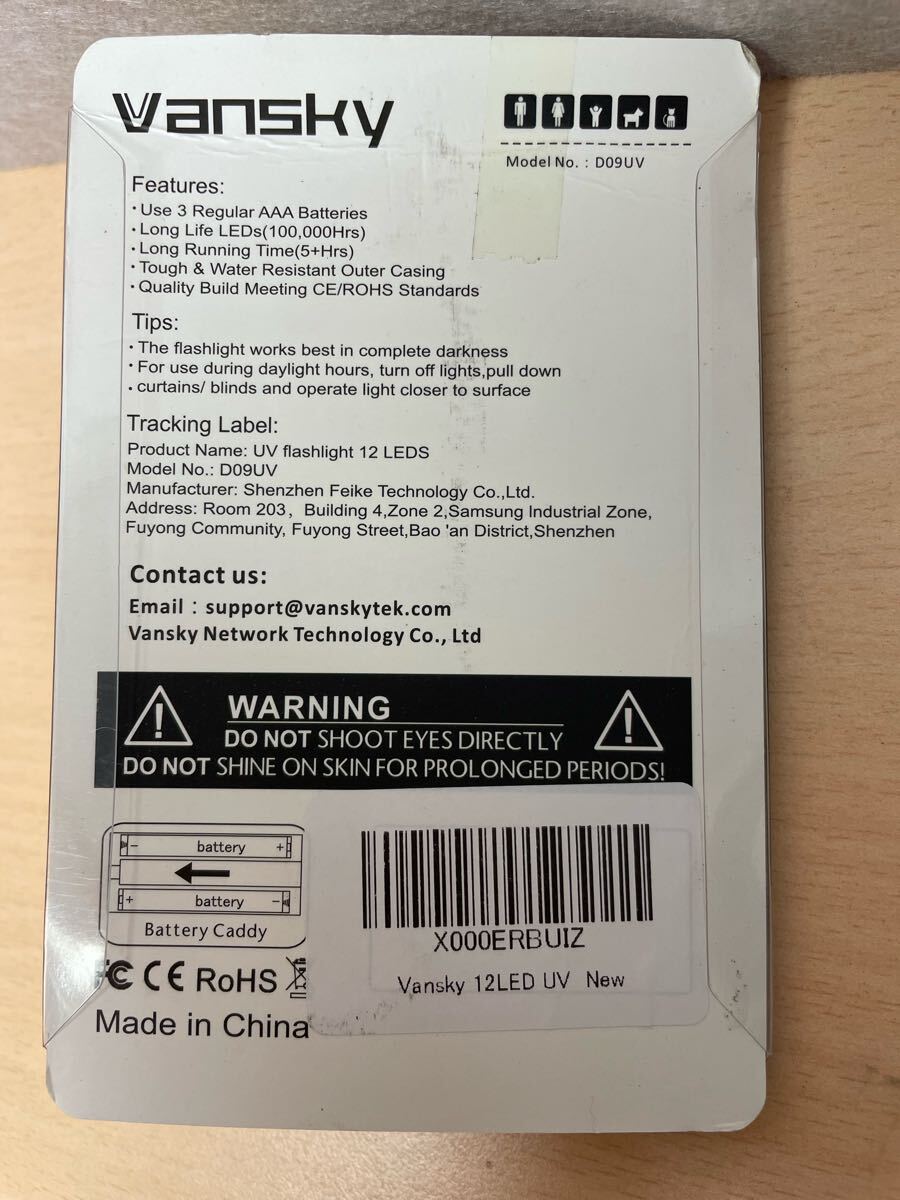 Vansky
Model No. : D09UV
Features:
·Use 3 Regular AAA Batteries
·Long Life LEDs(100,000Hrs)
·Long Running Time(5+Hrs)
·Tough & Water Resistant Outer Casing
·Quality Build Meeting CE/ROHS Standards
Tips:
·The flashlight works best in complete darkness
·For use during daylight hours, turn off lights,pull down
·curtains/ blinds and operate light closer to surface
Tracking Label:
Product Name: UV flashlight 12 LEDS
Model No.: D09UV
Manufacturer: Shenzhen Feike Technology Co.,Ltd.
Address: Room 203，Building 4,Zone 2,Samsung Industrial Zone,
Fuyong Community, Fuyong Street,Bao 'an District,Shenzhen
Contact us:
Email : support@vanskytek.com
Vansky Network Technology Co., Ltd
WARNING
DO NOT SHOOT EYES DIRECTLY
DO NOT SHINE ON SKIN FOR PROLONGED PERIODS!
- battery +
+ battery -
Battery Caddy
FC CE RoHS
Made in China
X000ERBUIZ
Vansky 12LED UV New